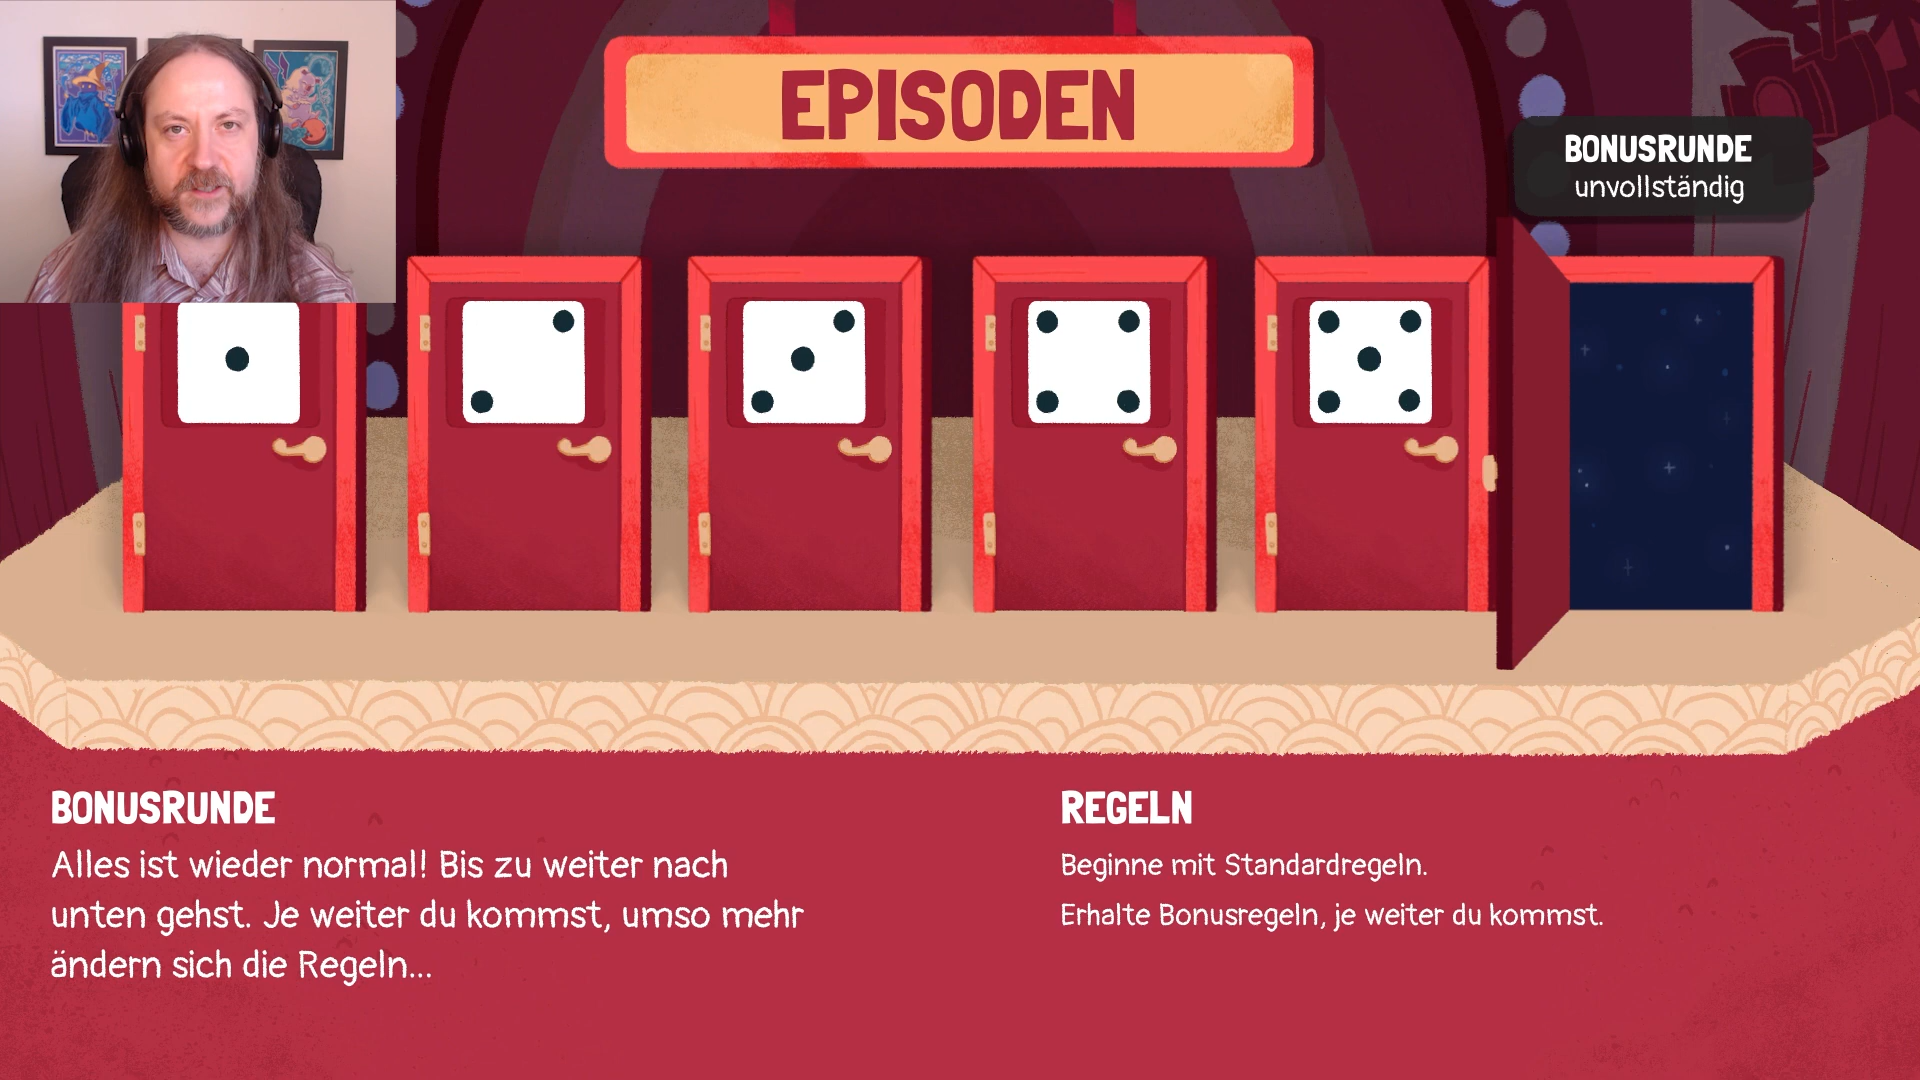 EPISODEN
BONUSRUNDE
unvollständig
BONUSRUNDE
Alles ist wieder normal! Bis zu weiter nach
unten gehst. Je weiter du kommst, umso mehr
ändern sich die Regeln...
REGELN
Beginne mit Standardregeln.
Erhalte Bonusregeln, je weiter du kommst.